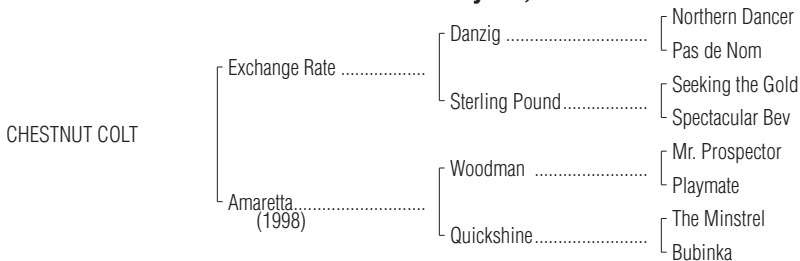 Northern Dancer
Danzig ..............................
Pas de Nom
Exchange Rate ..................
Seeking the Gold
Sterling Pound..................
Spectacular Bev
CHESTNUT COLT
Mr. Prospector
Woodman ........................
Playmate
Amaretta............................
(1998)
The Minstrel
Quickshine........................
Bubinka